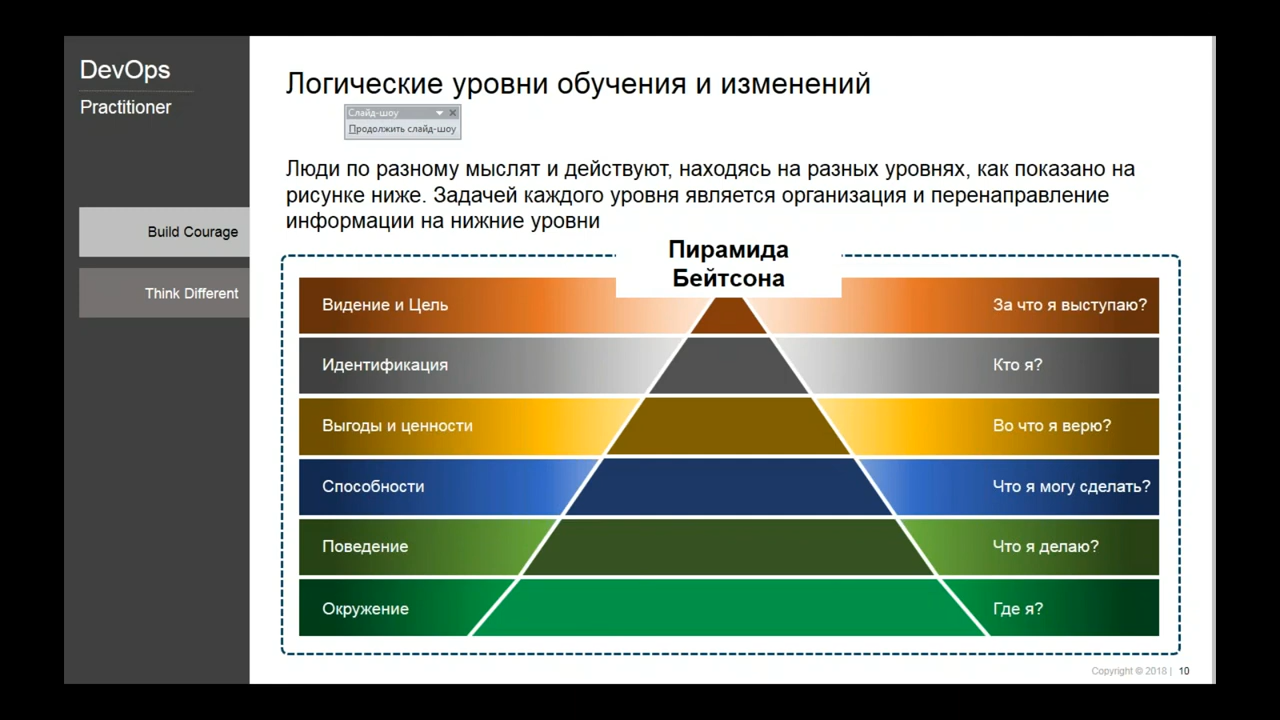 DevOps
Practitioner
Build Courage
Think Different
Логические уровни обучения и изменений
Слайд-шоу
Продолжить слайд-шоу
Люди по разному мыслят и действуют, находясь на разных уровнях, как показано на
рисунке ниже. Задачей каждого уровня является организация и перенаправление
информации на нижние уровни
Пирамида
Бейтсона
Видение и Цель За что я выступаю?
Идентификация Кто я?
Выгоды и ценности Во что я верю?
Способности Что я могу сделать?
Поведение Что я делаю?
Окружение Где я?
Copyright © 2018 | 10